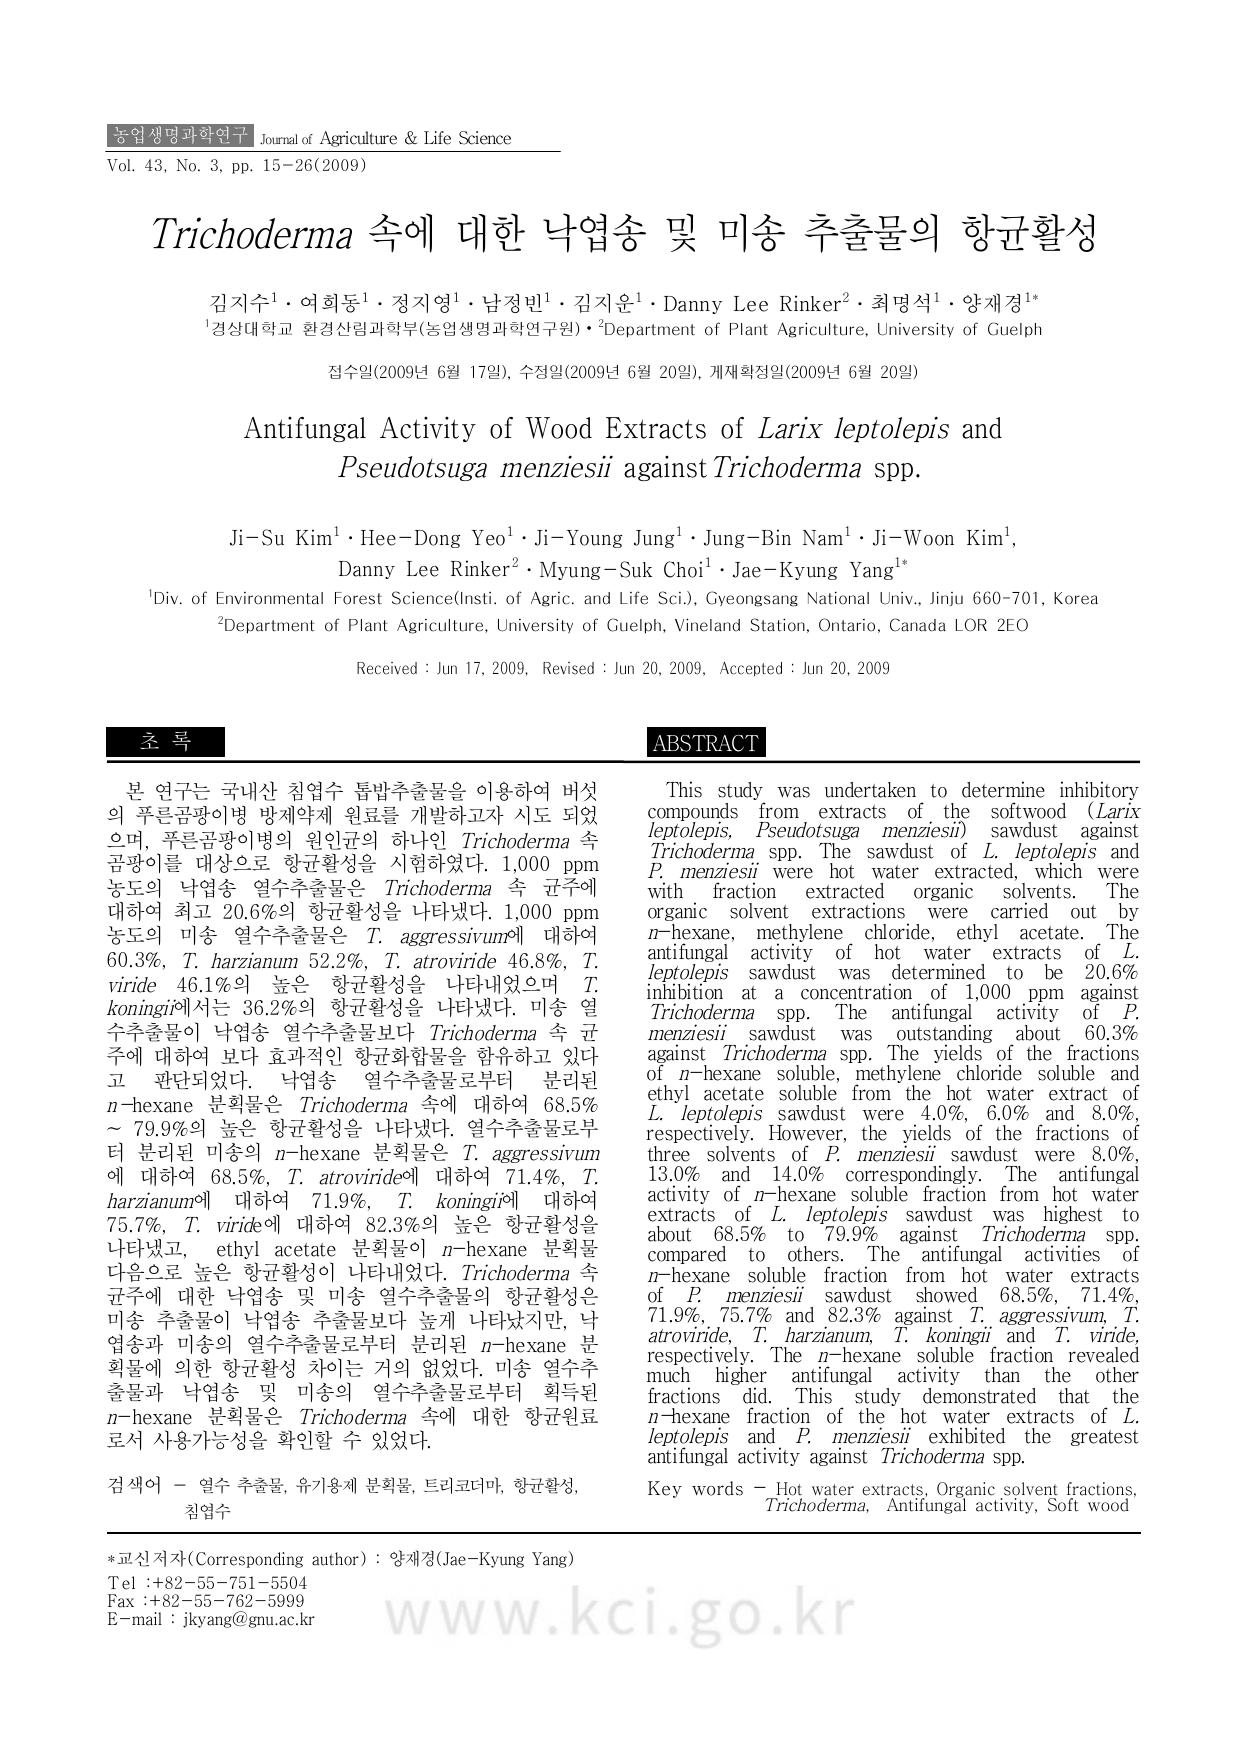 농업생명과학연구 Journal of Agriculture & Life Science
Vol. 43, No. 3, pp. 15-26(2009)
Trichoderma 속에 대한 낙엽송 및 미송 추출물의 항균활성
김지수1・여희동1・정지영1・남정빈1・김지운1・Danny Lee Rinker2・최명석1・양재경1*
1경상대학교 환경산림과학부(농업생명과학연구원)・2Department of Plant Agriculture, University of Guelph
접수일(2009년 6월 17일), 수정일(2009년 6월 20일), 게재확정일(2009년 6월 20일)
Antifungal Activity of Wood Extracts of Larix leptolepis and
Pseudotsuga menziesii against Trichoderma spp.
Ji-Su Kim1・Hee-Dong Yeo1・Ji-Young Jung1・Jung-Bin Nam1・Ji-Woon Kim1,
Danny Lee Rinker2・Myung-Suk Choi1・Jae-Kyung Yang1*
1Div. of Environmental Forest Science(Insti. of Agric. and Life Sci.), Gyeongsang National Univ., Jinju 660-701, Korea
2Department of Plant Agriculture, University of Guelph, Vineland Station, Ontario, Canada LOR 2EO
Received : Jun 17, 2009, Revised : Jun 20, 2009, Accepted : Jun 20, 2009
초 록
본 연구는 국내산 침엽수 톱밥추출물을 이용하여 버섯
의 푸른곰팡이병 방제약제 원료를 개발하고자 시도 되었
으며, 푸른곰팡이병의 원인균의 하나인 Trichoderma 속
곰팡이를 대상으로 항균활성을 시험하였다. 1,000 ppm
농도의 낙엽송 열수추출물은 Trichoderma 속 균주에
대하여 최고 20.6%의 항균활성을 나타냈다. 1,000 ppm
농도의 미송 열수추출물은 T. aggressivum에 대하여
60.3%, T. harzianum 52.2%, T. atroviride 46.8%, T.
viride 46.1%의 높은 항균활성을 나타내었으며 T.
koningii에서는 36.2%의 항균활성을 나타냈다. 미송 열
수추출물이 낙엽송 열수추출물보다 Trichoderma 속 균
주에 대하여 보다 효과적인 항균화합물을 함유하고 있다
고 판단되었다. 낙엽송 열수추출물로부터 분리된
n-hexane 분획물은 Trichoderma 속에 대하여 68.5%
~ 79.9%의 높은 항균활성을 나타냈다. 열수추출물로부
터 분리된 미송의 n-hexane 분획물은 T. aggressivum
에 대하여 68.5%, T. atroviride에 대하여 71.4%, T.
harzianum에 대하여 71.9%, T. koningii에 대하여
75.7%, T. viride에 대하여 82.3%의 높은 항균활성을
나타냈고, ethyl acetate 분획물이 n-hexane 분획물
다음으로 높은 항균활성이 나타내었다. Trichoderma 속
균주에 대한 낙엽송 및 미송 열수추출물의 항균활성은
미송 추출물이 낙엽송 추출물보다 높게 나타났지만, 낙
엽송과 미송의 열수추출물로부터 분리된 n-hexane 분
획물에 의한 항균활성 차이는 거의 없었다. 미송 열수추
출물과 낙엽송 및 미송의 열수추출물로부터 획득된
n-hexane 분획물은 Trichoderma 속에 대한 항균원료
로서 사용가능성을 확인할 수 있었다.
검색어 - 열수 추출물, 유기용제 분획물, 트리코더마, 항균활성,
침엽수
ABSTRACT
This study was undertaken to determine inhibitory
compounds from extracts of the softwood (Larix
leptolepis, Pseudotsuga menziesii) sawdust against
Trichoderma spp. The sawdust of L. leptolepis and
P. menziesii were hot water extracted, which were
with fraction extracted organic solvents. The
organic solvent extractions were carried out by
n-hexane, methylene chloride, ethyl acetate. The
antifungal activity of hot water extracts of L.
leptolepis sawdust was determined to be 20.6%
inhibition at a concentration of 1,000 ppm against
Trichoderma spp. The antifungal activity of P.
menziesii sawdust was outstanding about 60.3%
against Trichoderma spp. The yields of the fractions
of n-hexane soluble, methylene chloride soluble and
ethyl acetate soluble from the hot water extract of
L. leptolepis sawdust were 4.0%, 6.0% and 8.0%,
respectively. However, the yields of the fractions of
three solvents of P. menziesii sawdust were 8.0%,
13.0% and 14.0% correspondingly. The antifungal
activity of n-hexane soluble fraction from hot water
extracts of L. leptolepis sawdust was highest to
about 68.5% to 79.9% against Trichoderma spp.
compared to others. The antifungal activities of
n-hexane soluble fraction from hot water extracts
of P. menziesii sawdust showed 68.5%, 71.4%,
71.9%, 75.7% and 82.3% against T. aggressivum, T.
atroviride, T. harzianum, T. koningii and T. viride,
respectively. The n-hexane soluble fraction revealed
much higher antifungal activity than the other
fractions did. This study demonstrated that the
n-hexane fraction of the hot water extracts of L.
leptolepis and P. menziesii exhibited the greatest
antifungal activity against Trichoderma spp.
Key words - Hot water extracts, Organic solvent fractions,
Trichoderma, Antifungal activity, Soft wood
*교신저자(Corresponding author) : 양재경(Jae-Kyung Yang)
Tel :+82-55-751-5504
Fax :+82-55-762-5999
E-mail : jkyang@gnu.ac.kr
www.kci.go.kr